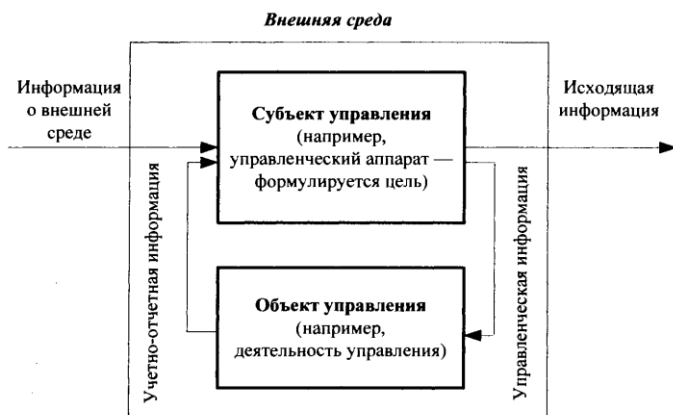 Внешняя среда
Информация
о внешней
среде
Субъект управления
(например,
управленческий аппарат —
формулируется цель)
Исходящая
информация
Учетно-отчетная информация
Управленческая информация
Объект управления
(например,
деятельность управления)